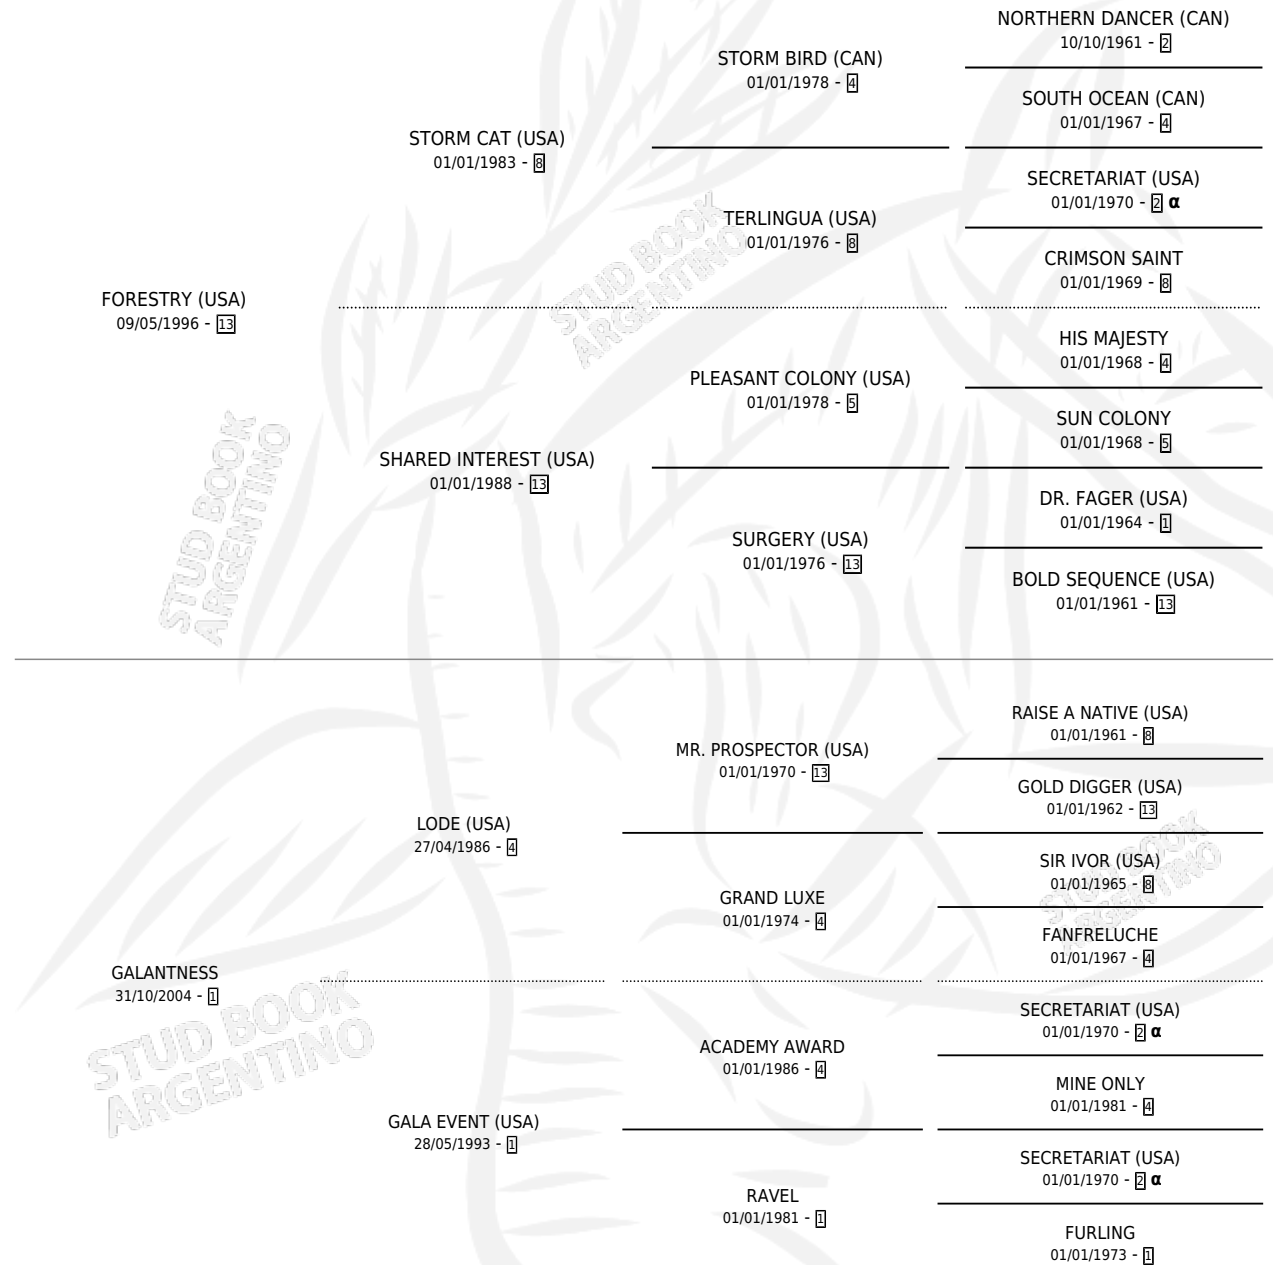 NORTHERN DANCER (CAN)
10/10/1961 - 2
STORM BIRD (CAN)
01/01/1978 - 4
SOUTH OCEAN (CAN)
01/01/1967 - 4
STORM CAT (USA)
01/01/1983 - 8
SECRETARIAT (USA)
01/01/1970 - 2 α
TERLINGUA (USA)
01/01/1976 - 8
CRIMSON SAINT
01/01/1969 - 8
FORESTRY (USA)
09/05/1996 - 13
HIS MAJESTY
01/01/1968 - 4
PLEASANT COLONY (USA)
01/01/1978 - 5
SUN COLONY
01/01/1968 - 5
SHARED INTEREST (USA)
01/01/1988 - 13
DR. FAGER (USA)
01/01/1964 - 1
SURGERY (USA)
01/01/1976 - 13
BOLD SEQUENCE (USA)
01/01/1961 - 13
RAISE A NATIVE (USA)
01/01/1961 - 8
MR. PROSPECTOR (USA)
01/01/1970 - 13
GOLD DIGGER (USA)
01/01/1962 - 13
LODE (USA)
27/04/1986 - 4
SIR IVOR (USA)
01/01/1965 - 8
GRAND LUXE
01/01/1974 - 4
FANFRELUCHE
01/01/1967 - 4
GALANTNESS
31/10/2004 - 1
SECRETARIAT (USA)
01/01/1970 - 2 α
ACADEMY AWARD
01/01/1986 - 4
MINE ONLY
01/01/1981 - 4
GALA EVENT (USA)
28/05/1993 - 1
SECRETARIAT (USA)
01/01/1970 - 2 α
RAVEL
01/01/1981 - 1
FURLING
01/01/1973 - 1
STUD BOOK
ARGENTINO
STUD BOOK
ARGENTINO
STUD BOOK
ARGENTINO
STUD BOOK
ARGENTINO